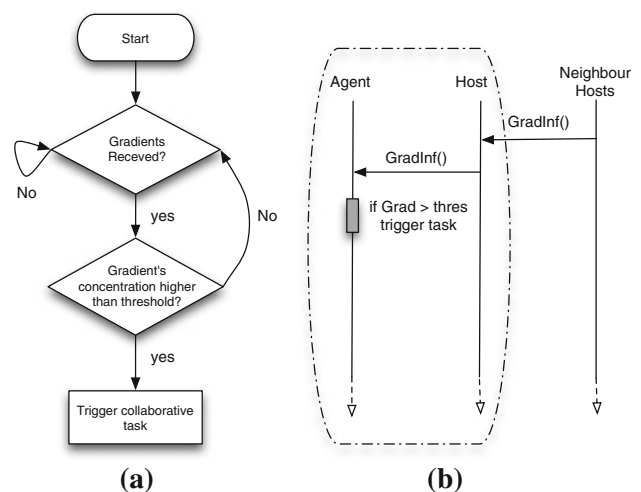 Start
Gradients
Receved?
No
yes
No
Gradient's
concentration higher
than threshold?
yes
Trigger collaborative
task
(a)
Agent
Host
Neighbour
Hosts
GradInf()
GradInf()
if Grad > thres
trigger task
(b)